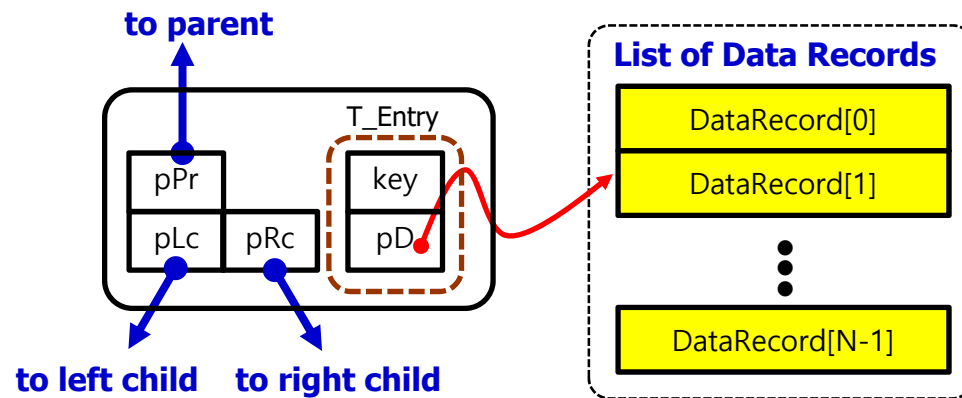 to parent
T_Entry
pPr
key
pLc
pRc
pD
to left child
to right child
List of Data Records
DataRecord[0]
DataRecord[1]
DataRecord[N-1]